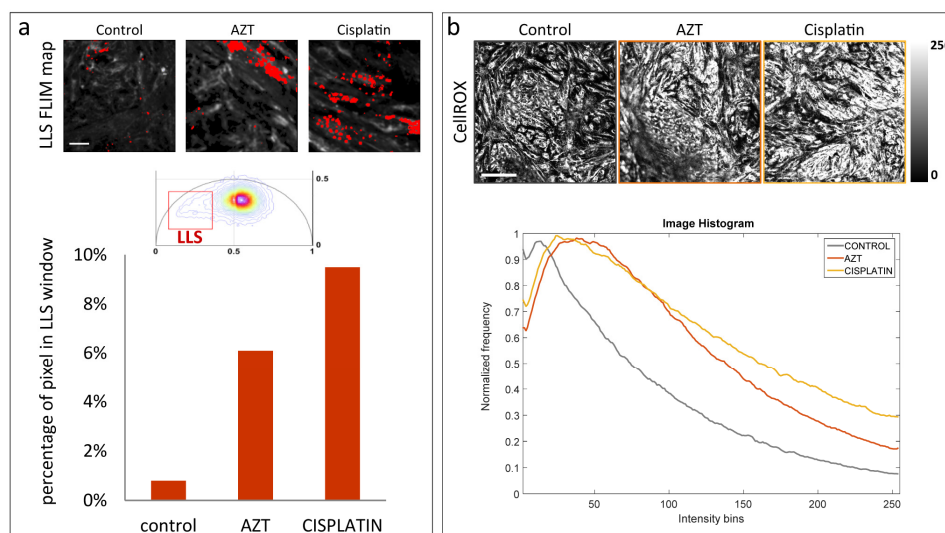 a
Control AZT Cisplatin
LLS FLIM map
0.5
LLS
0
0 0.5 1
percentage of pixel in LLS window
10%
8%
6%
4%
2%
0%
control AZT CISPLATIN
b
Control AZT Cisplatin
CellROX
0
Image Histogram
Normalized frequency
1
0.9
0.8
0.7
0.6
0.5
0.4
0.3
0.2
0.1
0
CONTROL
AZT
CISPLATIN
50 100 150 200 250
Intensity bins